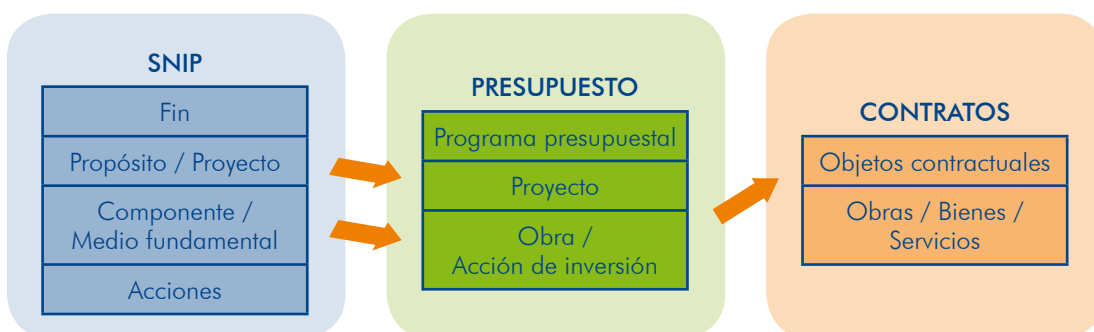 SNIP
Fin
Propósito / Proyecto
Componente /
Medio fundamental
Acciones
PRESUPUESTO
Programa presupuestal
Proyecto
Obra /
Acción de inversión
CONTRATOS
Objetos contractuales
Obras / Bienes /
Servicios